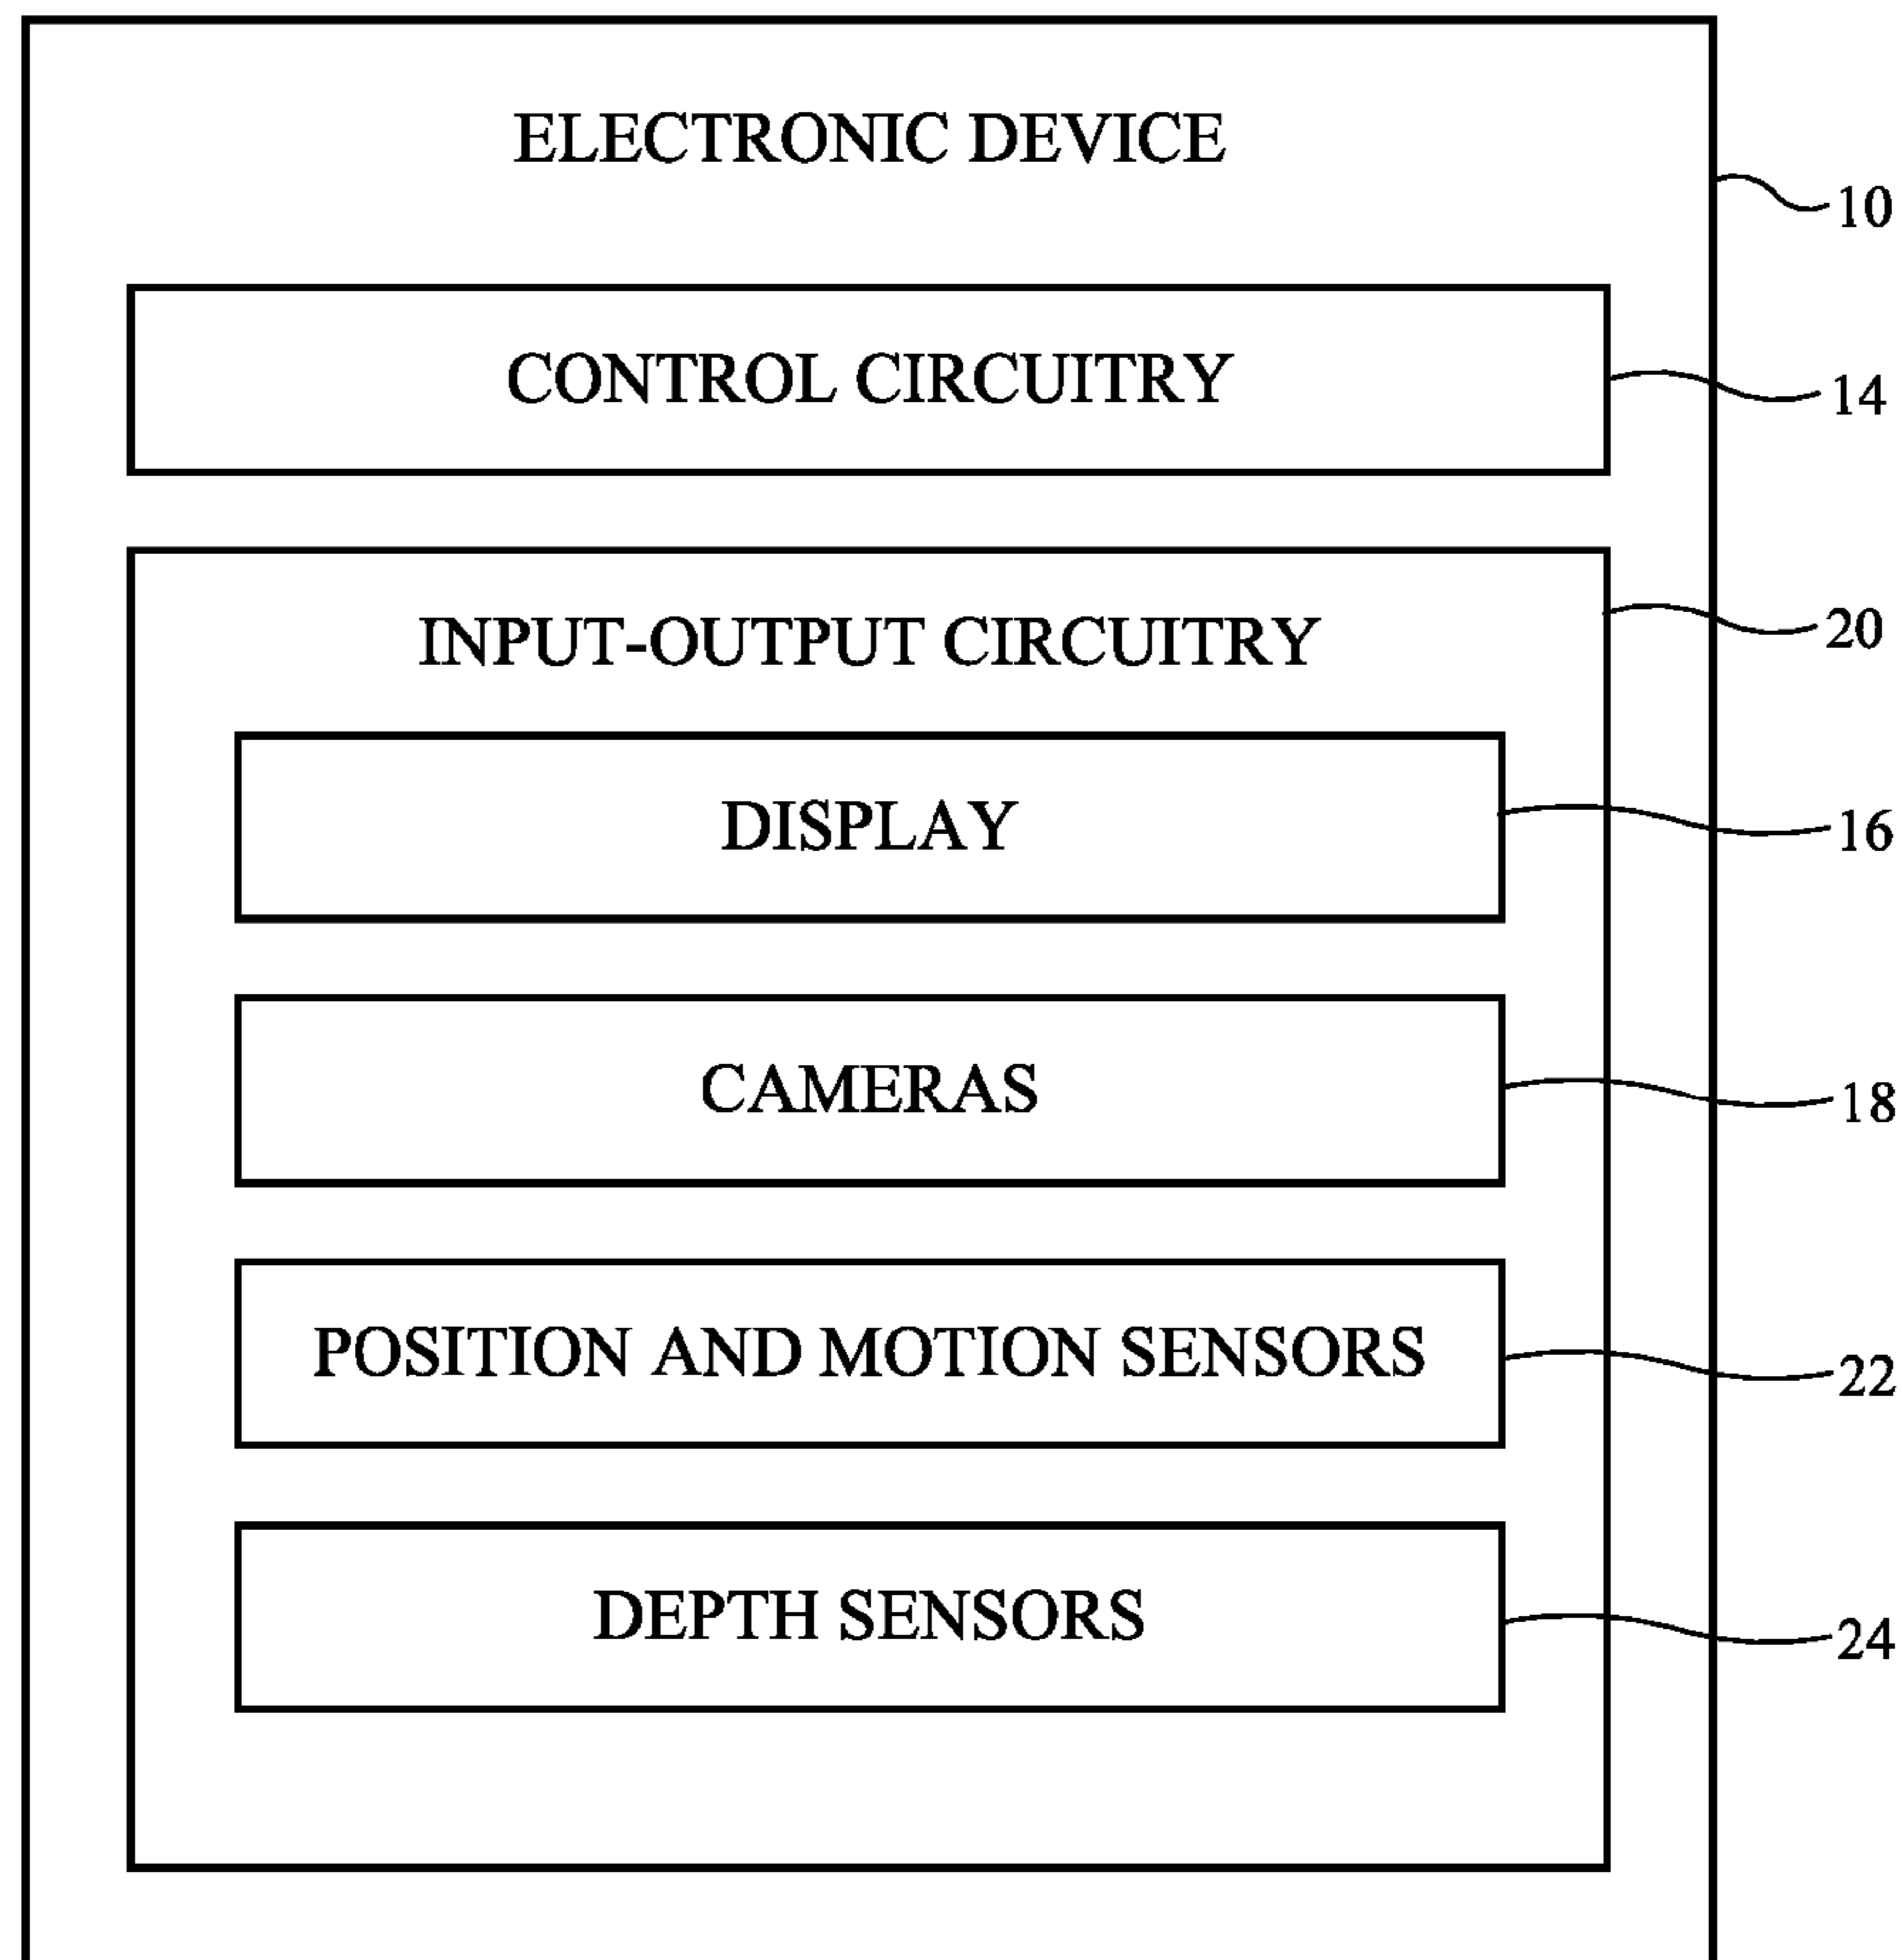 ELECTRONIC DEVICE
10
CONTROL CIRCUITRY
14
INPUT-OUTPUT CIRCUITRY
20
DISPLAY
16
CAMERAS
18
POSITION AND MOTION SENSORS
22
DEPTH SENSORS
24